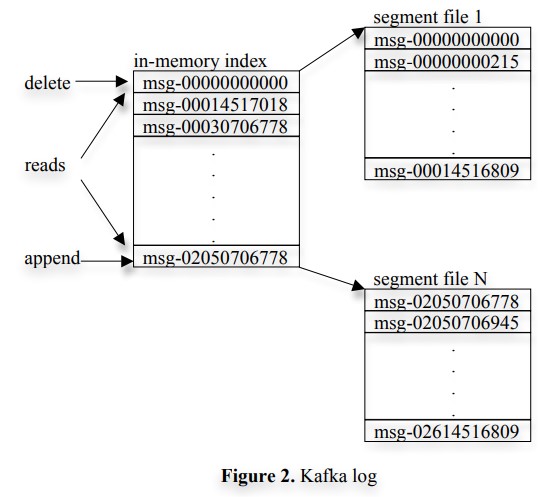 segment file 1
msg-00000000000
msg-00000000215
.
.
.
.
msg-00014516809
in-memory index
delete
msg-00000000000
msg-00014517018
msg-00030706778
reads
.
.
.
.
.
append
msg-02050706778
segment file N
msg-02050706778
msg-02050706945
.
.
.
.
msg-02614516809
Figure 2. Kafka log